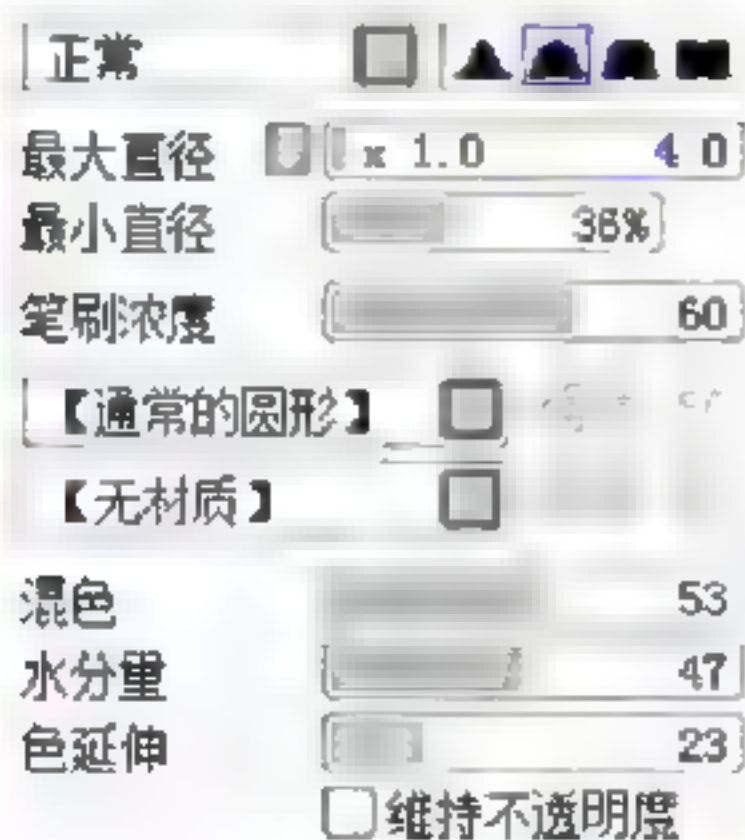 正常
最大直径 x 1.0 4 0
最小直径 36%
笔刷浓度 60
【通常的圆形】
【无材质】
混色 53
水分量 47
色延伸 23
维持不透明度